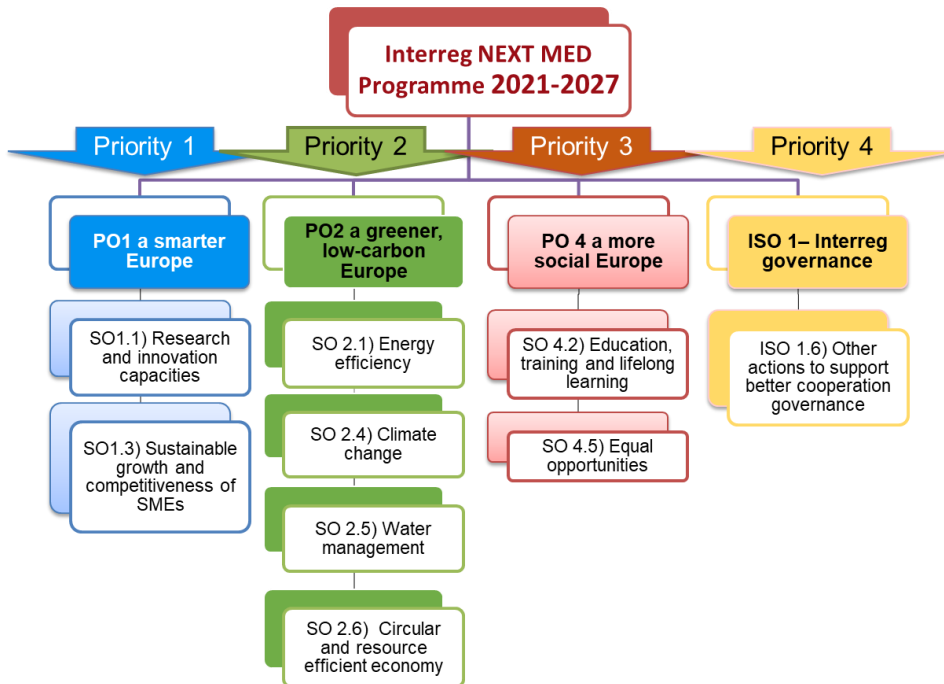 Interreg NEXT MED
Programme 2021-2027
Priority 1
Priority 2
Priority 3
Priority 4
PO1 a smarter
Europe
SO1.1) Research
and innovation
capacities
SO1.3) Sustainable
growth and
competitiveness of
SMEs
PO2 a greener,
low-carbon
Europe
SO 2.1) Energy
efficiency
SO 2.4) Climate
change
SO 2.5) Water
management
SO 2.6) Circular
and resource
efficient economy
PO 4 a more
social Europe
SO 4.2) Education,
training and lifelong
learning
SO 4.5) Equal
opportunities
ISO 1– Interreg
governance
ISO 1.6) Other
actions to support
better cooperation
governance